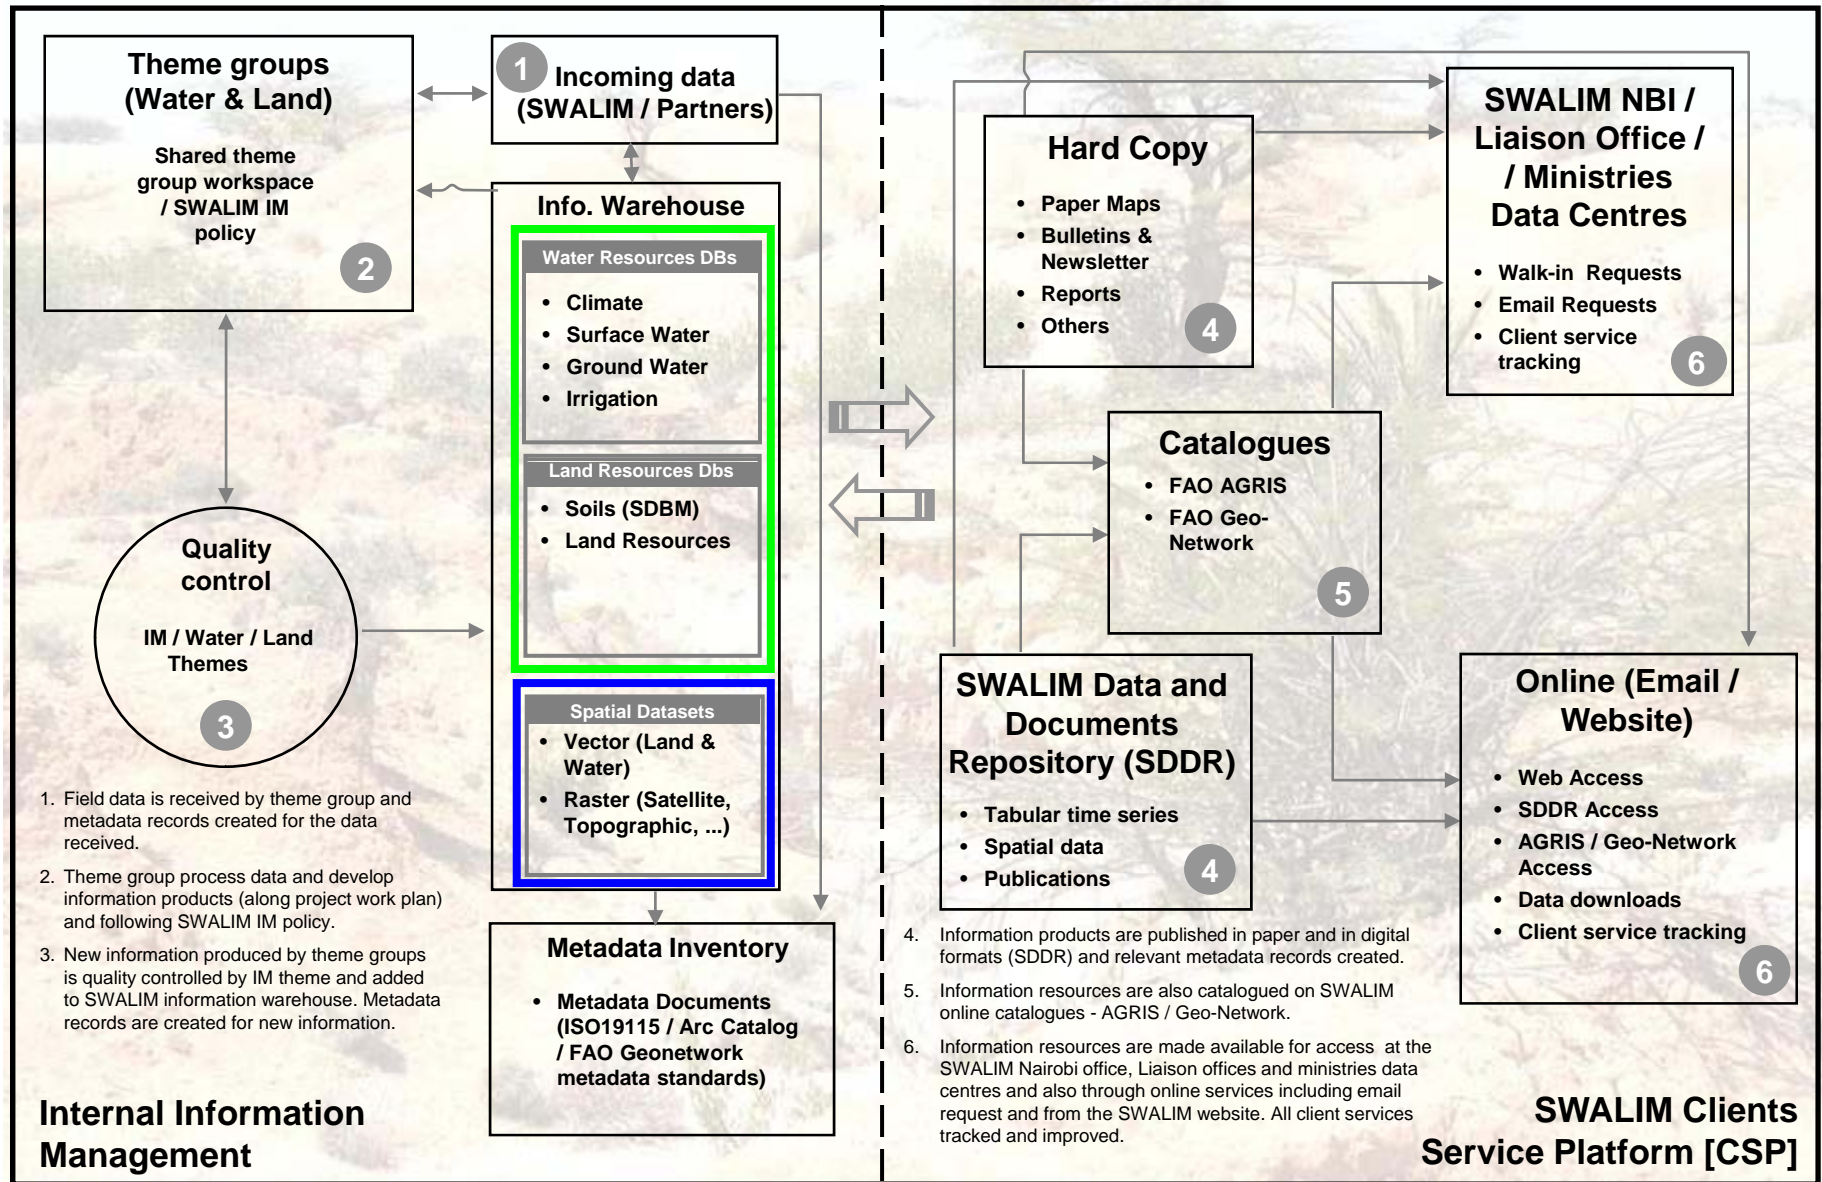 Theme groups
(Water & Land)
Shared theme
group workspace
/ SWALIM IM
policy
2
1
Incoming data
(SWALIM / Partners)
Info. Warehouse
Water Resources DBs
• Climate
• Surface Water
• Ground Water
• Irrigation
Land Resources Dbs
• Soils (SDBM)
• Land Resources
Spatial Datasets
• Vector (Land &
Water)
• Raster (Satellite,
Topographic, ...)
Quality
control
IM / Water / Land
Themes
3
1. Field data is received by theme group and
metadata records created for the data
received.
2. Theme group process data and develop
information products (along project work plan)
and following SWALIM IM policy.
3. New information produced by theme groups
is quality controlled by IM theme and added
to SWALIM information warehouse. Metadata
records are created for new information.
Metadata Inventory
• Metadata Documents
(ISO19115 / Arc Catalog
/ FAO Geonetwork
metadata standards)
Internal Information
Management
Hard Copy
• Paper Maps
• Bulletins &
Newsletter
• Reports
• Others
4
SWALIM NBI /
Liaison Office /
/ Ministries
Data Centres
• Walk-in Requests
• Email Requests
• Client service
tracking
6
Catalogues
• FAO AGRIS
• FAO Geo-
Network
5
SWALIM Data and
Documents
Repository (SDDR)
• Tabular time series
• Spatial data
• Publications
4
Online (Email /
Website)
• Web Access
• SDDR Access
• AGRIS / Geo-Network
Access
• Data downloads
• Client service tracking
6
4. Information products are published in paper and in digital
formats (SDDR) and relevant metadata records created.
5. Information resources are also catalogued on SWALIM
online catalogues - AGRIS / Geo-Network.
6. Information resources are made available for access at the
SWALIM Nairobi office, Liaison offices and ministries data
centres and also through online services including email
request and from the SWALIM website. All client services
tracked and improved.
SWALIM Clients
Service Platform [CSP]